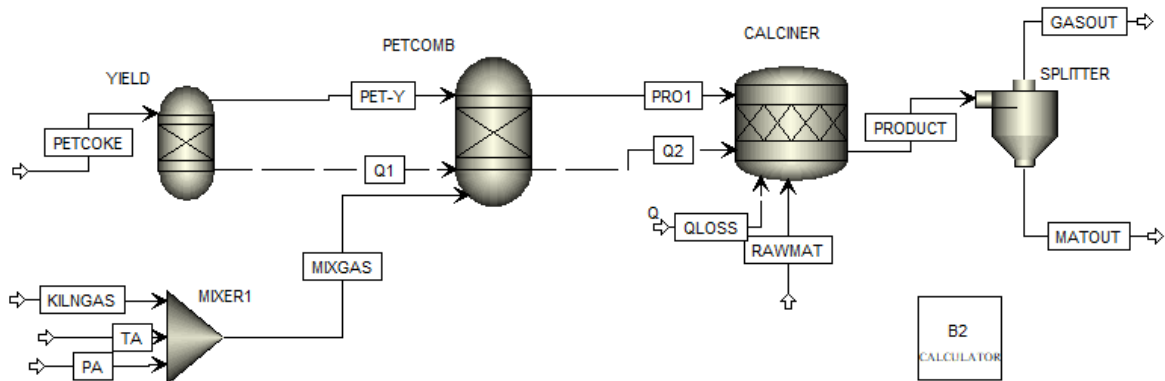 GASOUT
CALCINER
PETCOMB
SPLITTER
YIELD
PET-Y
PRO1
PRODUCT
PETCOKE
Q1
Q2
Q
QLOSS
MATOUT
RAWMAT
MIXGAS
KILNGAS
MIXER1
TA
B2
PA
CALCULATOR